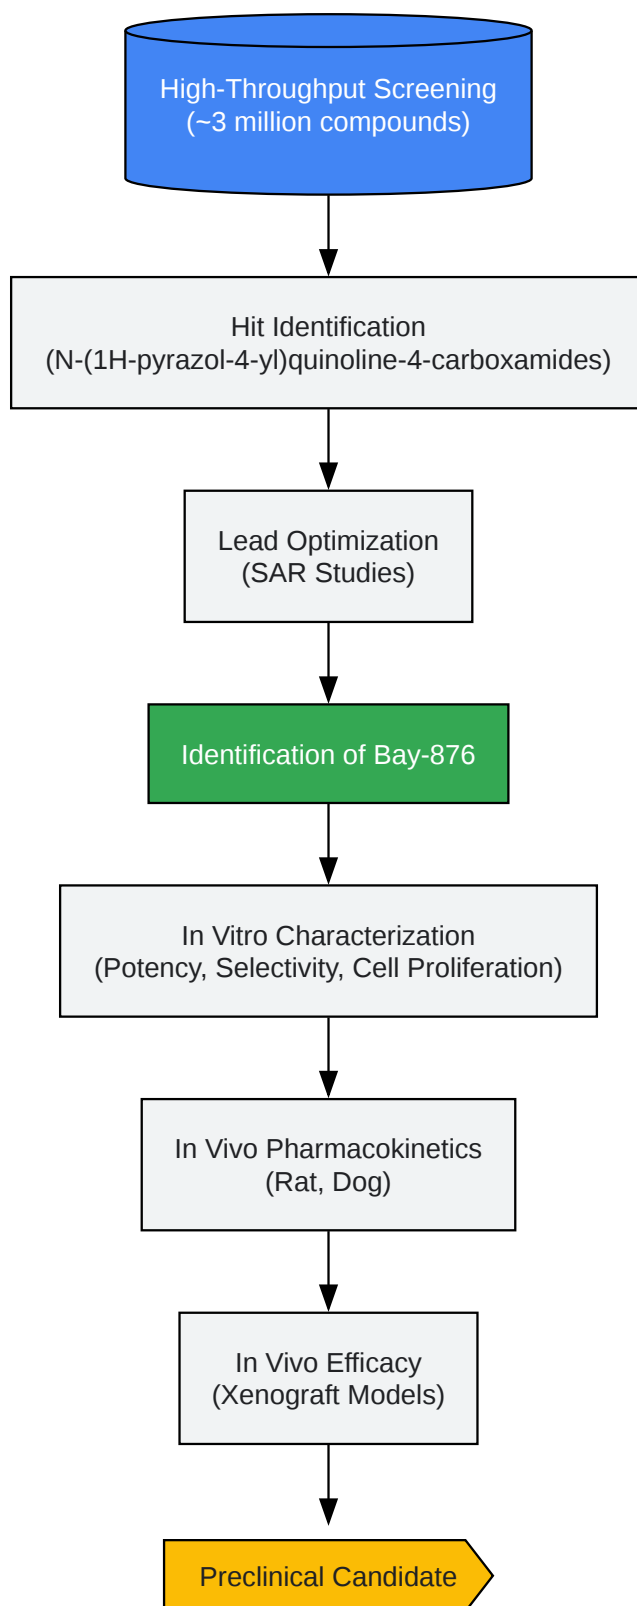 High-Throughput Screening
(~3 million compounds)
Hit Identification
(N-(1H-pyrazol-4-yl)quinoline-4-carboxamides)
Lead Optimization
(SAR Studies)
Identification of Bay-876
In Vitro Characterization
(Potency, Selectivity, Cell Proliferation)
In Vivo Pharmacokinetics
(Rat, Dog)
In Vivo Efficacy
(Xenograft Models)
Preclinical Candidate